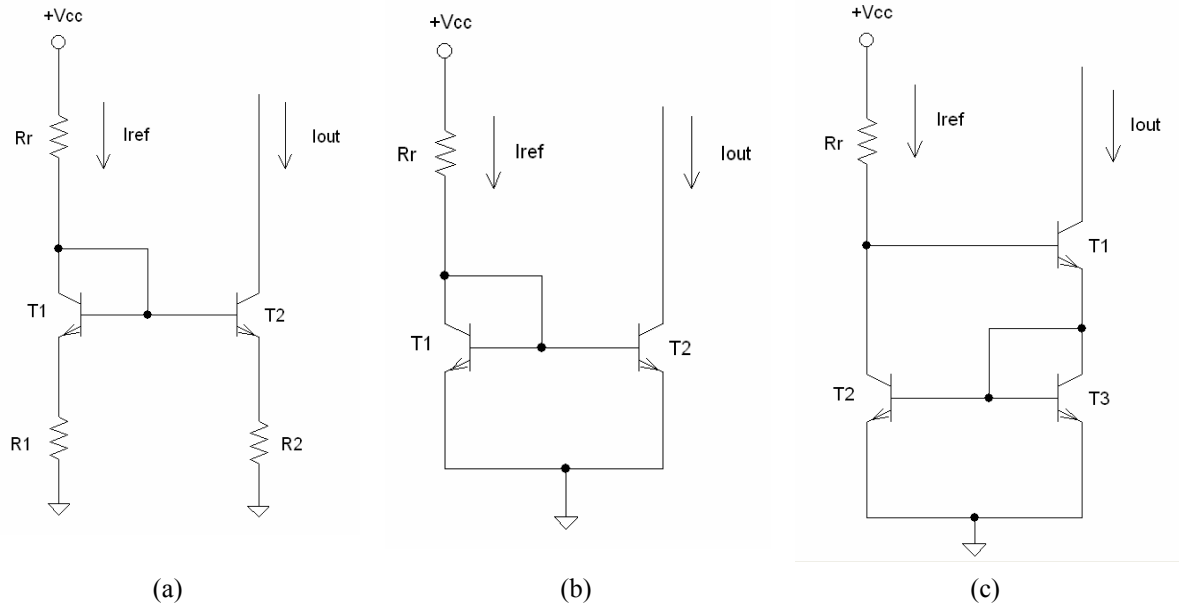 +Vcc
Rr
Iref
Iout
T1
T2
R1
R2
(a)
+Vcc
Rr
Iref
Iout
T1
T2
(b)
+Vcc
Rr
Iref
Iout
T1
T2
T3
(c)